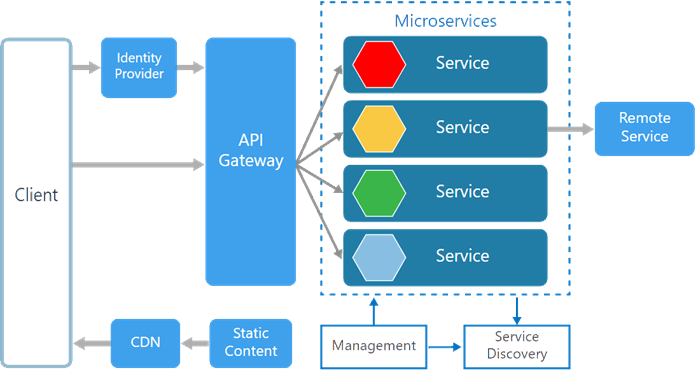 Microservices
Identity
Provider
Service
API
Gateway
Service
Remote
Service
Client
Service
Service
CDN
Static
Content
Management
Service
Discovery